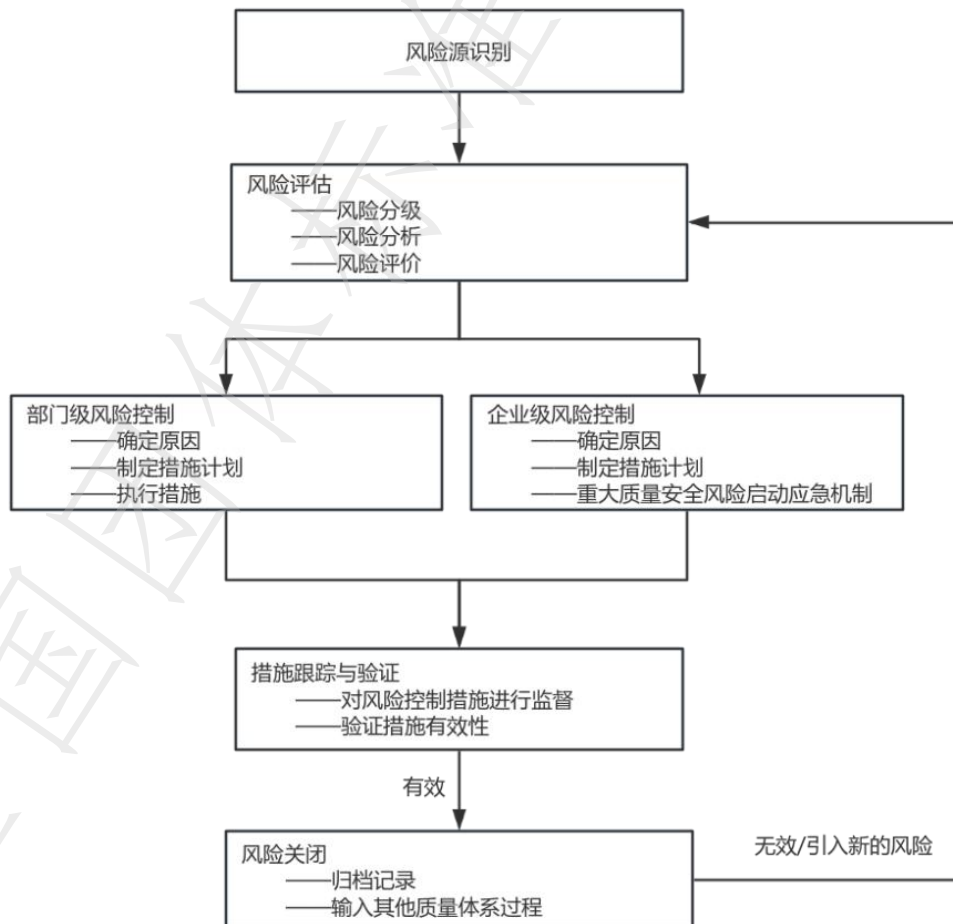 风险源识别
风险评估
——风险分级
——风险分析
——风险评价
部门级风险控制
——确定原因
——制定措施计划
——执行措施
企业级风险控制
——确定原因
——制定措施计划
——重大质量安全风险启动应急机制
措施跟踪与验证
——对风险控制措施进行监督
——验证措施有效性
有效
风险关闭
——归档记录
——输入其他质量体系过程
无效/引入新的风险
国团体标准